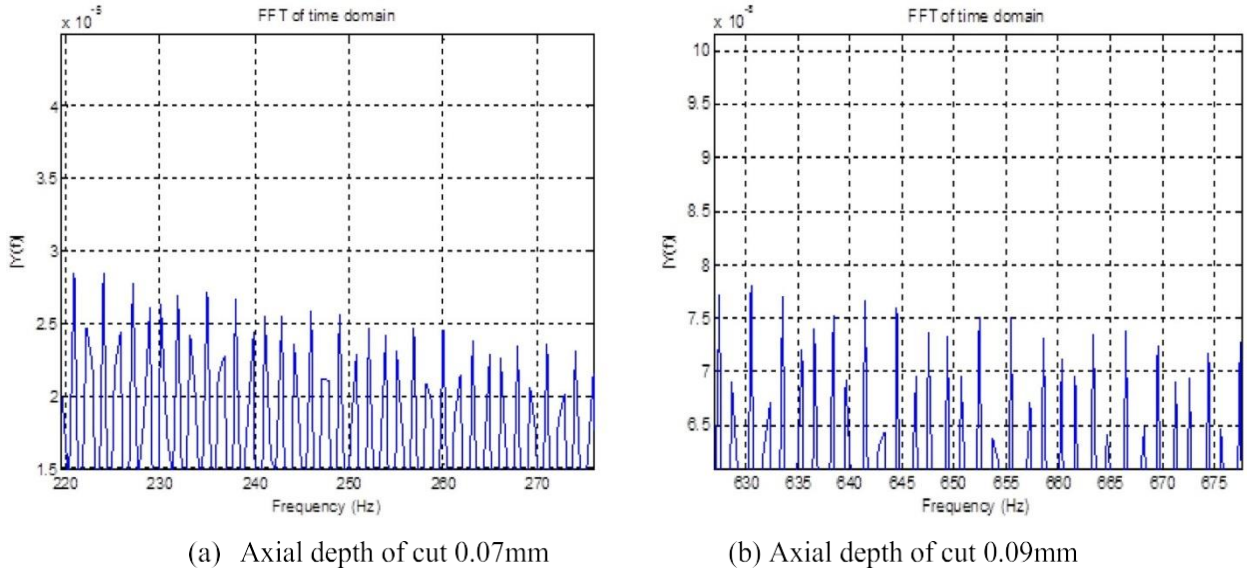 FFT of time domain
x 10^-5
4
3.5
3
2.5
2
1.5
|Y(f)|
220 230 240 250 260 270
Frequency (Hz)
(a) Axial depth of cut 0.07mm
FFT of time domain
10
9.5
9
8.5
8
7.5
7
6.5
|Y(f)|
630 635 640 645 650 655 660 665 670 675
Frequency (Hz)
(b) Axial depth of cut 0.09mm